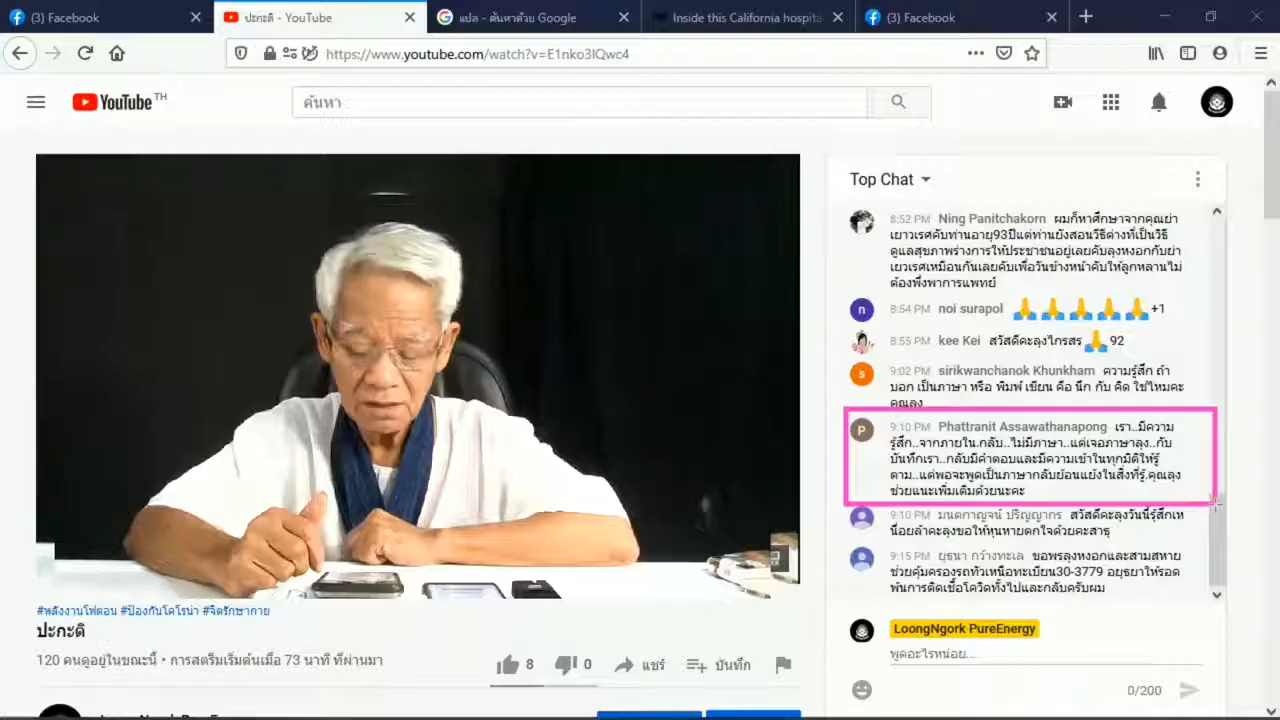 (3) Facebook
ปะกะดิ - YouTube
แปล - ค้นหาด้วย Google
Inside this California hospita
(3) Facebook
https://www.youtube.com/watch?v=E1nko3IQwc4
YouTube TH
ค้นหา
Top Chat
8:52 PM Ning Panitchakorn ผมก็หาศึกษาจากคุณย่า
เยาวเรศคับท่านอายุ93ปีแต่ท่านยังสอนวิธีต่างที่เป็นวิธี
ดูแลสุขภาพร่างการให้ประชาชนอยู่เลยคับลุงหงอกกับย่า
เยวเรศเหมือนกันเลยคับเพื่อวันข้างหน้าคับให้ลูกหลานไม่
ต้องพึ่งพาการแพทย์
n 8:54 PM noi surapol 🙏🙏🙏🙏🙏+1
8:55 PM kee Kei สวัสดีคะลุงไกรสร🙏92
s 9:02 PM sirikwanchanok Khunkham ความรู้สึก ถ้า
บอก เป็นภาษา หรือ พิมพ์ เขียน คือ นึก กับ คิด ใช่ไหมคะ
คุณลุง
P 9:10 PM Phattranit Assawathanapong เรา..มีความ
รู้สึก..จากภายใน.กลับ..ไม่มีภาษา..แต่เจอภาษาลุง..กับ
บันทึกเรา..กลับมีคำตอบและมีความเข้าในทุกมิติให้รู้
ตาม..แต่พอจะพูดเป็นภาษากลับย้อนแย้งในสิ่งที่รู้.คุณลุง
ช่วยแนะเพิ่มเติมด้วยนะคะ
9:10 PM มนตกาญจน์ ปริญญากร สวัสดีคะลุงวันนี้รู้สึกเห
นื่อยล้าคะลุงขอให้ทุนหายตกใจด้วยคะสาธุ
9:15 PM ยุธนา กว้างทะเล ขอพรลุงหงอกและสามสหาย
ช่วยคุ้มครองรถทัวเหนือทะเบียน30-3779 อยุธยาให้รอด
พ้นการติดเชื้อโควิดทั้งไปและกลับครับผม
#พลังงานโฟตอน #ป้องกันโคโรน่า #จิตรักษากาย
ปะกะดิ
120 คนดูอยู่ในขณะนี้ • การสตรีมเริ่มต้นเมื่อ 73 นาที ที่ผ่านมา
8
0
แชร์
บันทึก
LoongNgork PureEnergy
พูดอะไรหน่อย...
0/200